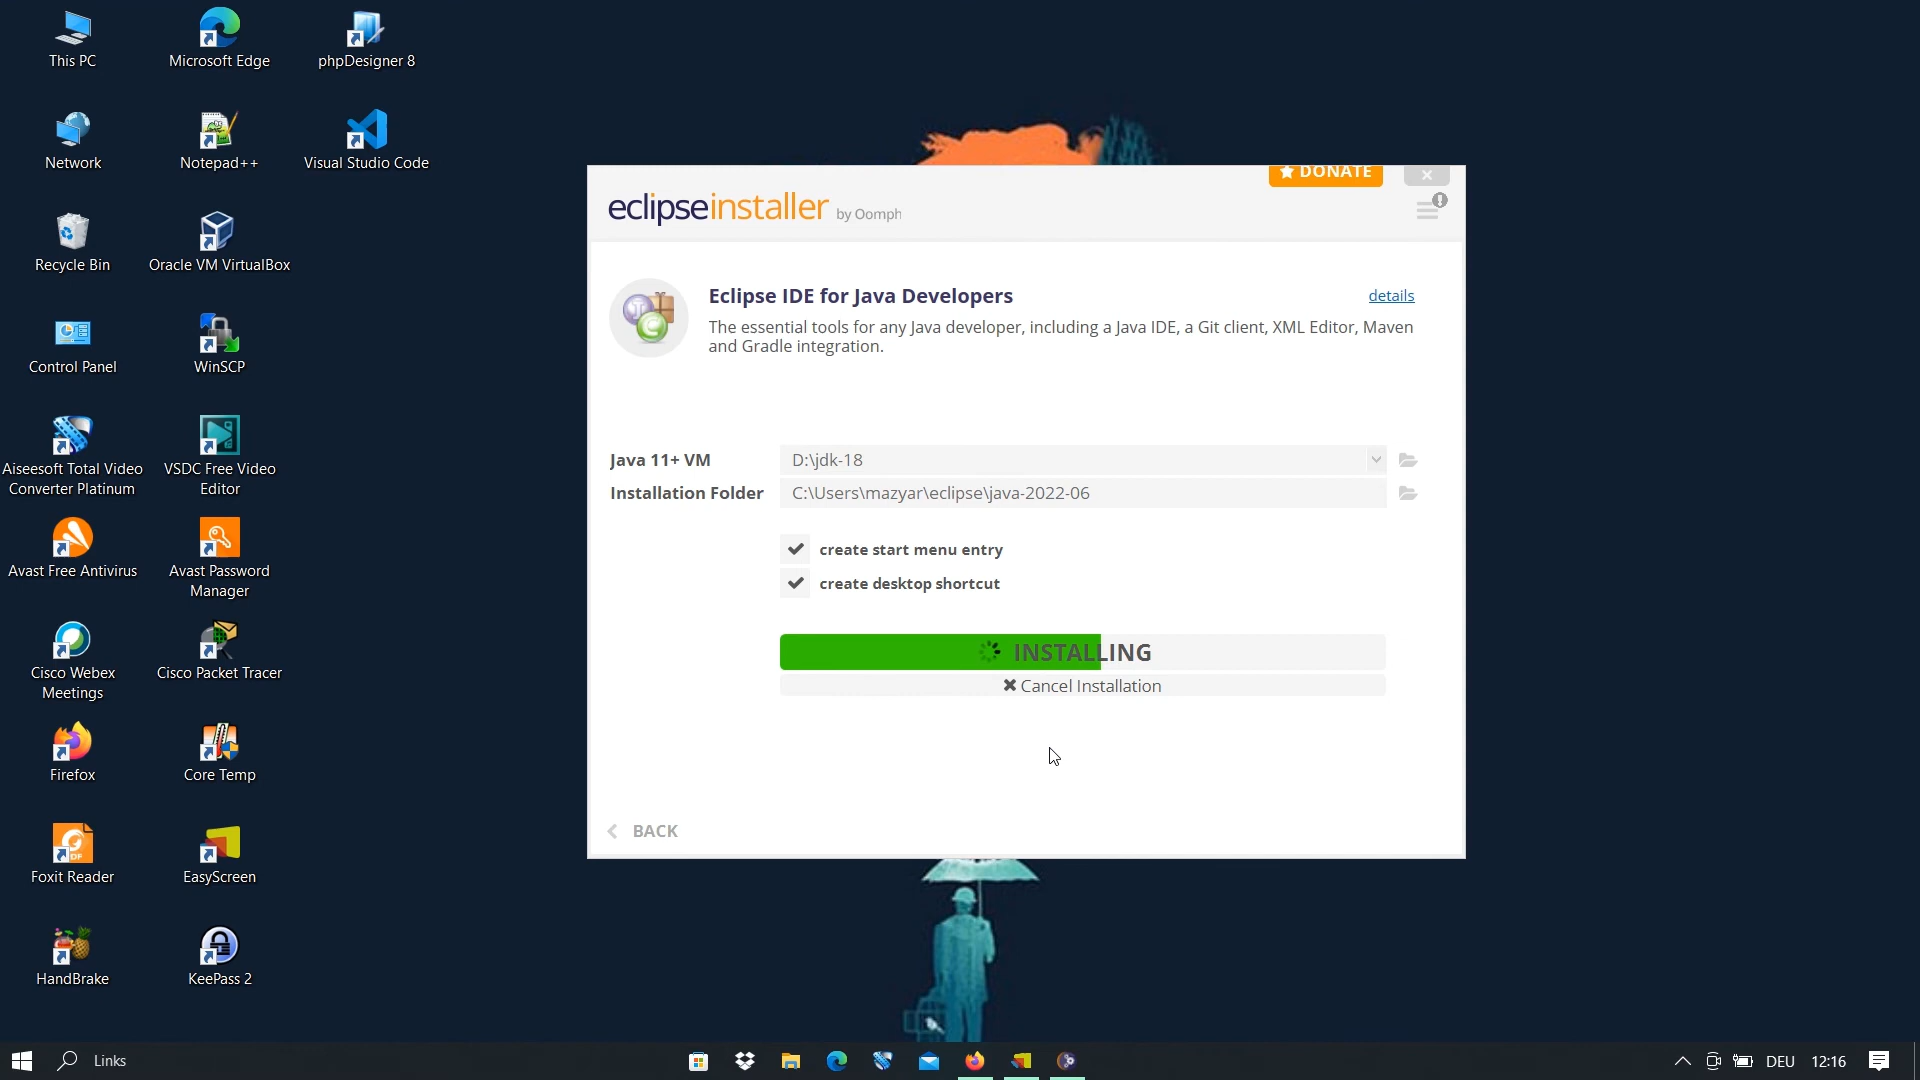 This PC
Microsoft Edge
phpDesigner 8
Network
Notepad++
Visual Studio Code
Recycle Bin
Oracle VM VirtualBox
Control Panel
WinSCP
Aiseesoft Total Video
Converter Platinum
VSDC Free Video
Editor
Avast Free Antivirus
Avast Password
Manager
Cisco Webex
Meetings
Cisco Packet Tracer
Firefox
Core Temp
Foxit Reader
EasyScreen
HandBrake
KeePass 2
DONATE
eclipseinstaller by Oomph
Eclipse IDE for Java Developers
details
The essential tools for any Java developer, including a Java IDE, a Git client, XML Editor, Maven
and Gradle integration.
Java 11+ VM
D:\jdk-18
Installation Folder
C:\Users\mazyar\eclipse\java-2022-06
create start menu entry
create desktop shortcut
INSTALLING
Cancel Installation
BACK
Links
DEU
12:16